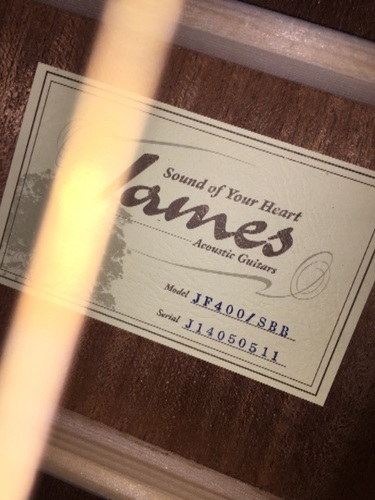 Sound of Your Heart
James
Acoustic Guitars
Model JF400/SBB
Serial J14050511